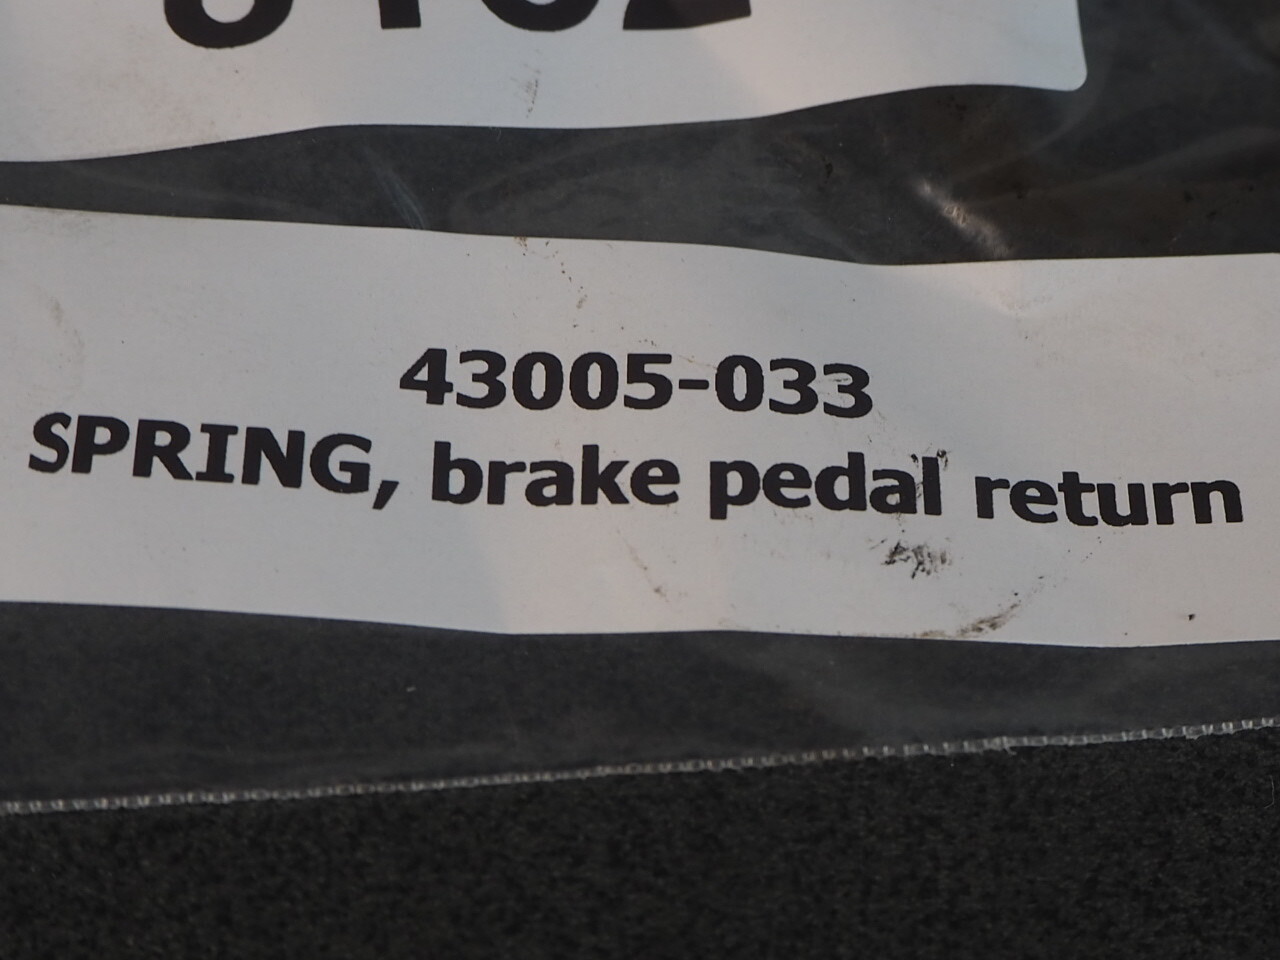 43005-033
SPRING, brake pedal return